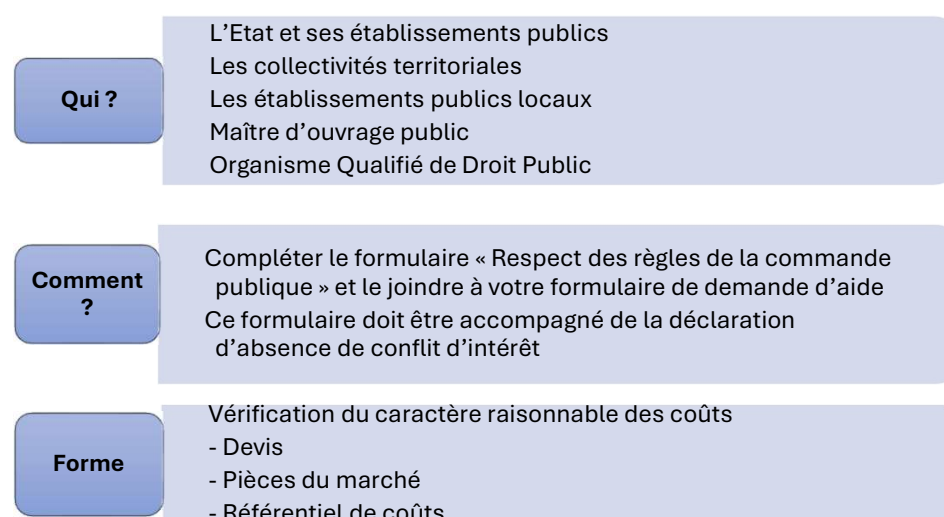 Qui ?
L'Etat et ses établissements publics
Les collectivités territoriales
Les établissements publics locaux
Maître d'ouvrage public
Organisme Qualifié de Droit Public
Comment
?
Compléter le formulaire « Respect des règles de la commande
publique » et le joindre à votre formulaire de demande d'aide
Ce formulaire doit être accompagné de la déclaration
d'absence de conflit d'intérêt
Forme
Vérification du caractère raisonnable des coûts
- Devis
- Pièces du marché
- Référentiel de coûts